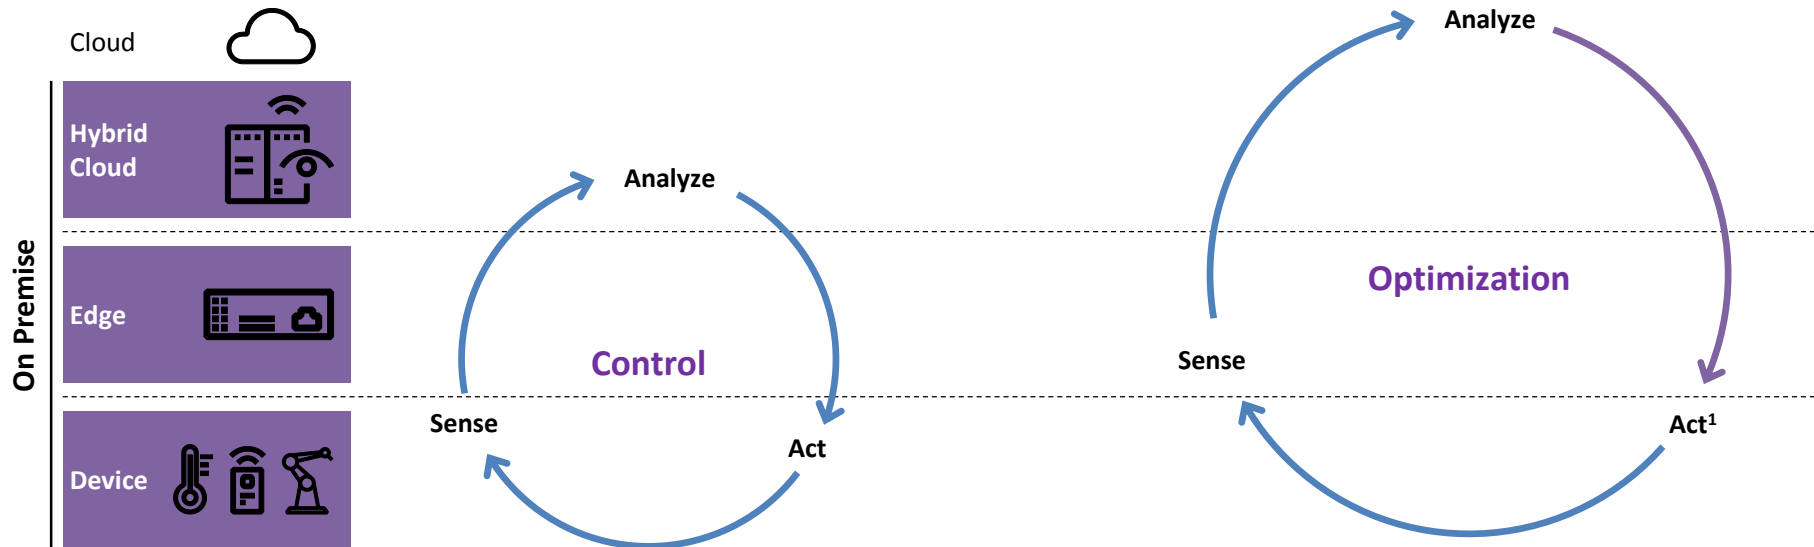 Cloud
Hybrid
Cloud
Edge
Device
On Premise
Analyze
Control
Sense
Act
Analyze
Optimization
Sense
Act¹